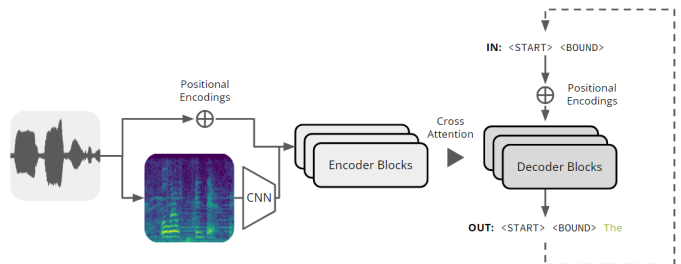 IN: <START> <BOUND>
Positional
Encodings
Positional
Encodings
Cross
Attention
CNN
Encoder Blocks
Decoder Blocks
OUT: <START> <BOUND> The